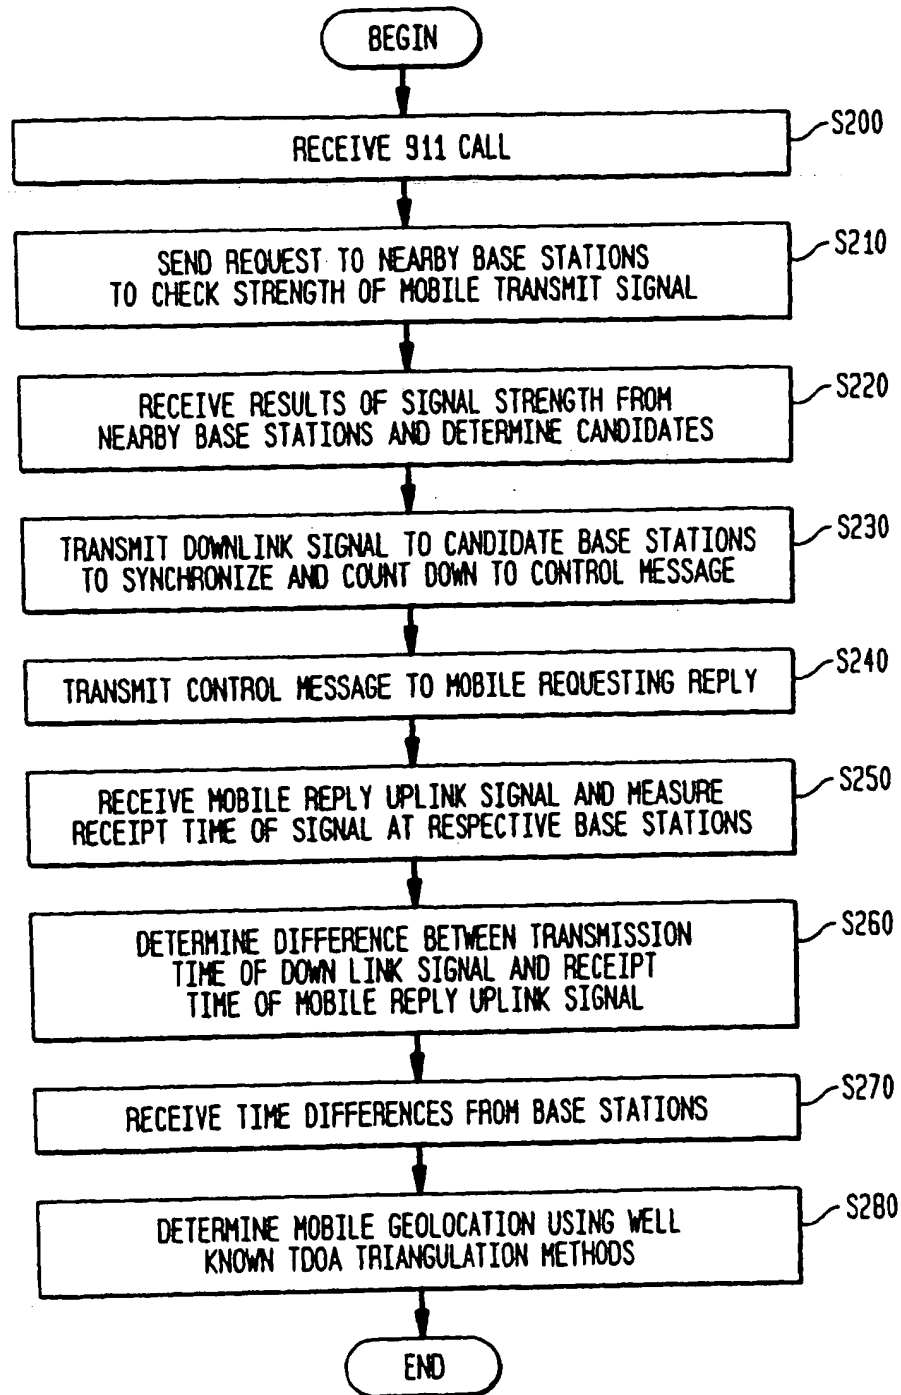 BEGIN
RECEIVE 911 CALL
S200
SEND REQUEST TO NEARBY BASE STATIONS
TO CHECK STRENGTH OF MOBILE TRANSMIT SIGNAL
S210
RECEIVE RESULTS OF SIGNAL STRENGTH FROM
NEARBY BASE STATIONS AND DETERMINE CANDIDATES
S220
TRANSMIT DOWNLINK SIGNAL TO CANDIDATE BASE STATIONS
TO SYNCHRONIZE AND COUNT DOWN TO CONTROL MESSAGE
S230
TRANSMIT CONTROL MESSAGE TO MOBILE REQUESTING REPLY
S240
RECEIVE MOBILE REPLY UPLINK SIGNAL AND MEASURE
RECEIPT TIME OF SIGNAL AT RESPECTIVE BASE STATIONS
S250
DETERMINE DIFFERENCE BETWEEN TRANSMISSION
TIME OF DOWN LINK SIGNAL AND RECEIPT
TIME OF MOBILE REPLY UPLINK SIGNAL
S260
RECEIVE TIME DIFFERENCES FROM BASE STATIONS
S270
DETERMINE MOBILE GEOLOCATION USING WELL
KNOWN TDOA TRIANGULATION METHODS
S280
END